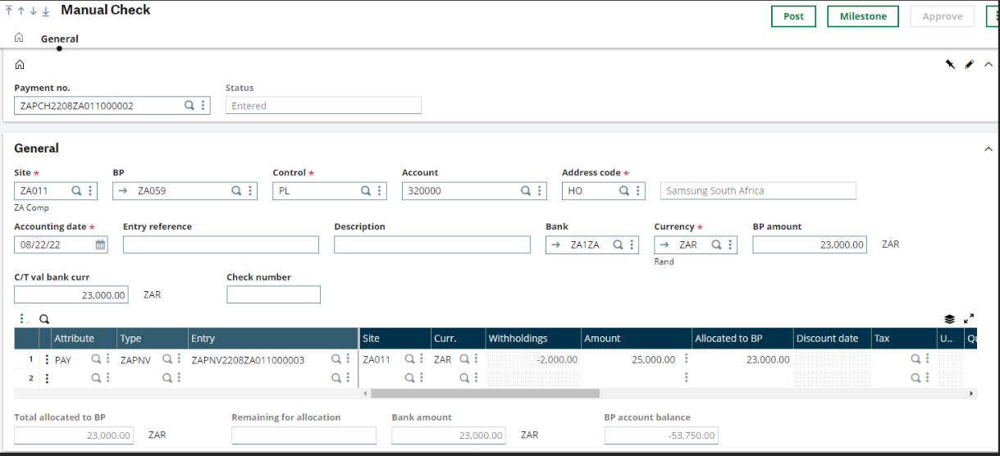 Manual Check
Post Milestone Approve
General
Payment no. Status
ZAPCH2208ZA011000002 Entered
General
Site * BP Control * Account Address code *
ZA011 ZA059 PL 320000 HO Samsung South Africa
ZA Comp
Accounting date * Entry reference Description Bank Currency * BP amount
08/22/22 ZA1ZA ZAR 23,000.00 ZAR
Rand
C/T val bank curr Check number
23,000.00 ZAR
Attribute Type Entry Site Curr. Withholdings Amount Allocated to BP Discount date Tax U.. Qu
1 PAY ZAPNV ZAPNV2208ZA011000003 ZA011 ZAR -2,000.00 25,000.00 23,000.00
2
Total allocated to BP Remaining for allocation Bank amount BP account balance
23,000.00 ZAR 23,000.00 ZAR -53,750.00